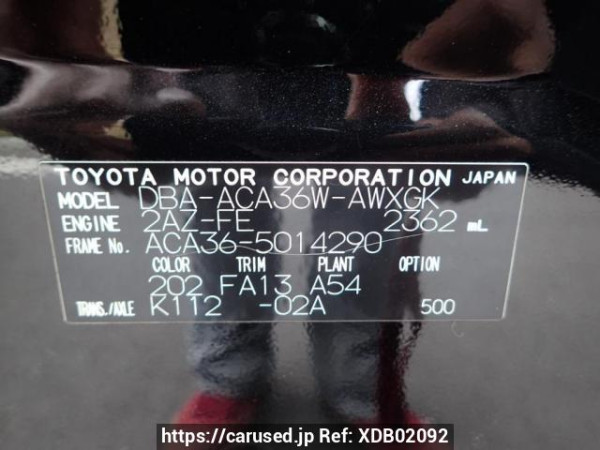 TOYOTA MOTOR CORPORATION JAPAN
MODEL DBA-ACA36W-AWXGK
ENGINE 2AZ-FE 2362 mL
FRAME No. ACA36-5014290
COLOR TRIM PLANT OPTION
202 FA13 A54
TRANS./AXLE K112 -02A 500
https://carused.jp Ref: XDB02092